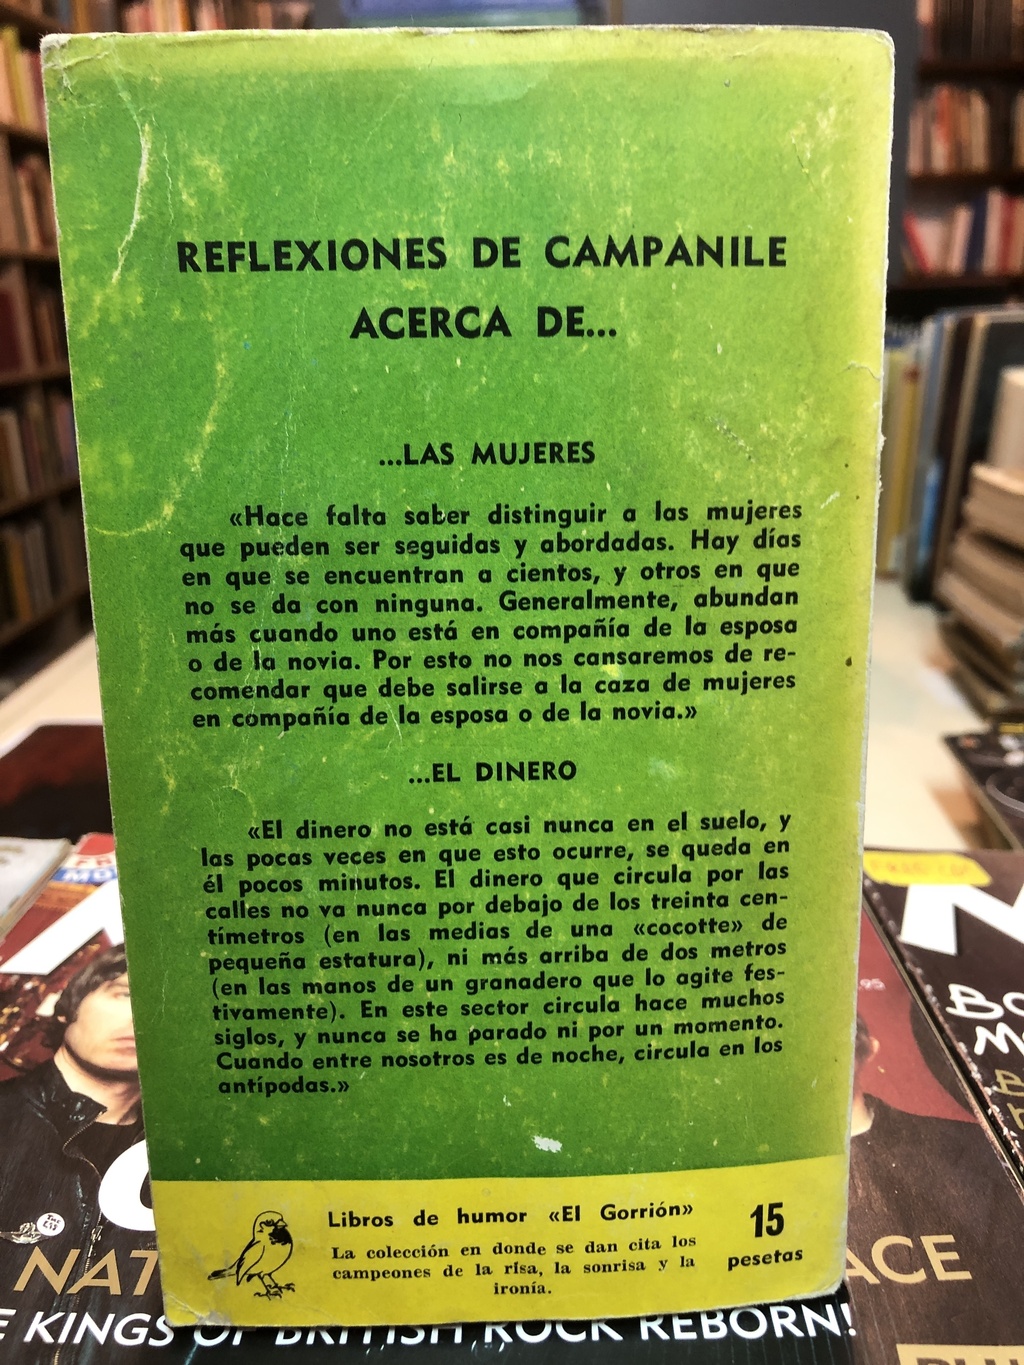 REFLEXIONES DE CAMPANILE
ACERCA DE...
...LAS MUJERES
«Hace falta saber distinguir a las mujeres
que pueden ser seguidas y abordadas. Hay días
en que se encuentran a cientos, y otros en que
no se da con ninguna. Generalmente, abundan
más cuando uno está en compañía de la esposa
o de la novia. Por esto no nos cansaremos de re-
comendar que debe salirse a la caza de mujeres
en compañía de la esposa o de la novia.»
...EL DINERO
«El dinero no está casi nunca en el suelo, y
las pocas veces en que esto ocurre, se queda en
él pocos minutos. El dinero que circula por las
calles no va nunca por debajo de los treinta cen-
tímetros (en las medias de una «cocotte» de
pequeña estatura), ni más arriba de dos metros
(en las manos de un granadero que lo agite fes-
tivamente). En este sector circula hace muchos
siglos, y nunca se ha parado ni por un momento.
Cuando entre nosotros es de noche, circula en los
antípodas.»
Libros de humor «El Gorrión»
La colección en donde se dan cita los
campeones de la risa, la sonrisa y la
ironía.
15
pesetas
NAT
ACE
KINGS OF BRITISH ROCK REBORN!